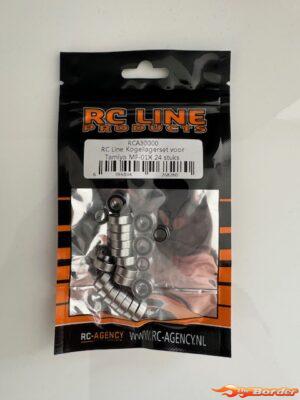 RC LINE
PRODUCTS
RCA30000
RC Line Kogellagerset voor
Tamiya MF-01X 24 stuks
RC-AGENCY WWW.RC-AGENCY.NL
The Border